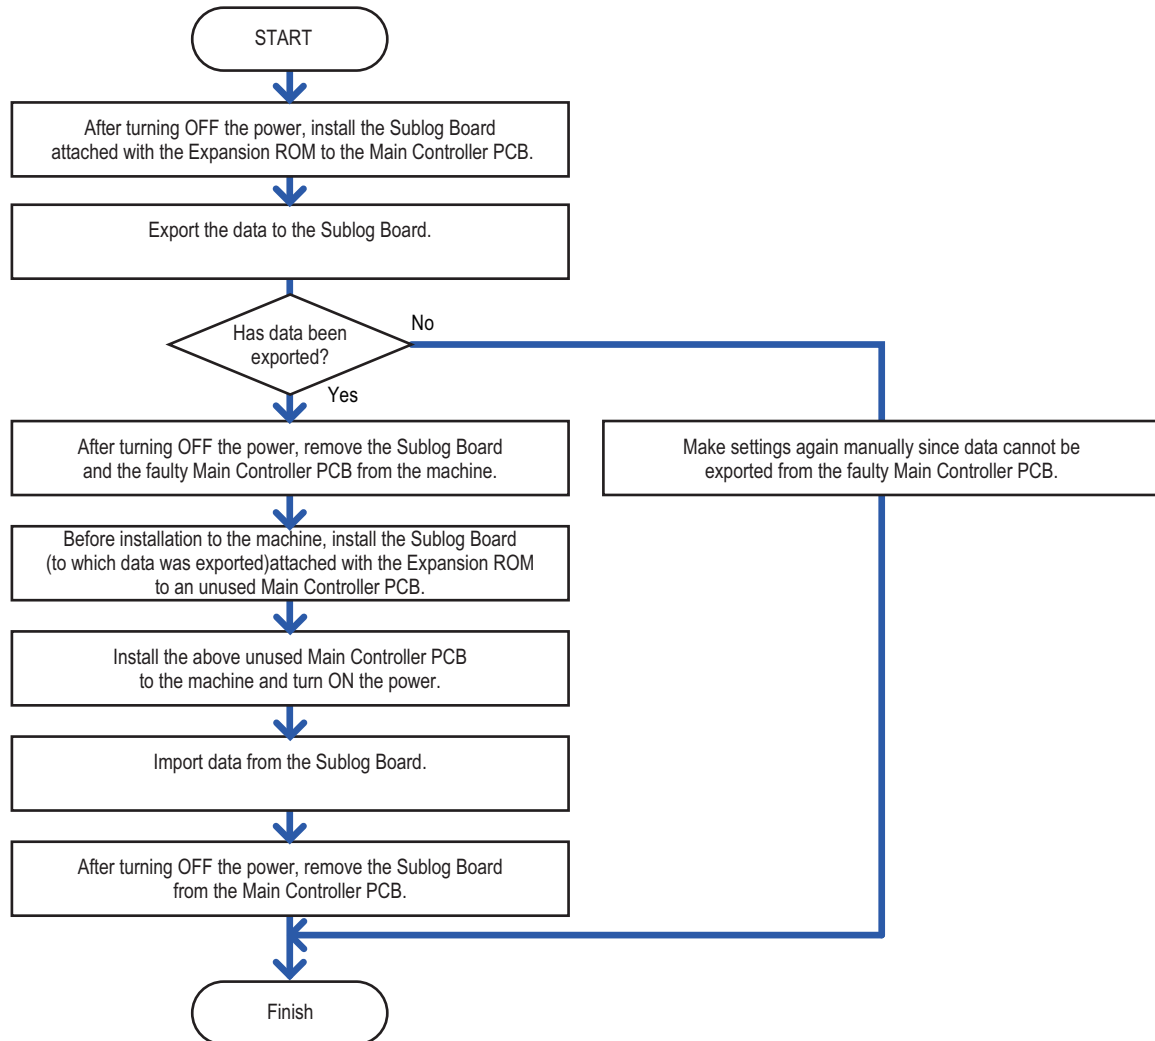 START
After turning OFF the power, install the Sublog Board
attached with the Expansion ROM to the Main Controller PCB.
Export the data to the Sublog Board.
Has data been
exported?
No
Yes
After turning OFF the power, remove the Sublog Board
and the faulty Main Controller PCB from the machine.
Make settings again manually since data cannot be
exported from the faulty Main Controller PCB.
Before installation to the machine, install the Sublog Board
(to which data was exported)attached with the Expansion ROM
to an unused Main Controller PCB.
Install the above unused Main Controller PCB
to the machine and turn ON the power.
Import data from the Sublog Board.
After turning OFF the power, remove the Sublog Board
from the Main Controller PCB.
Finish